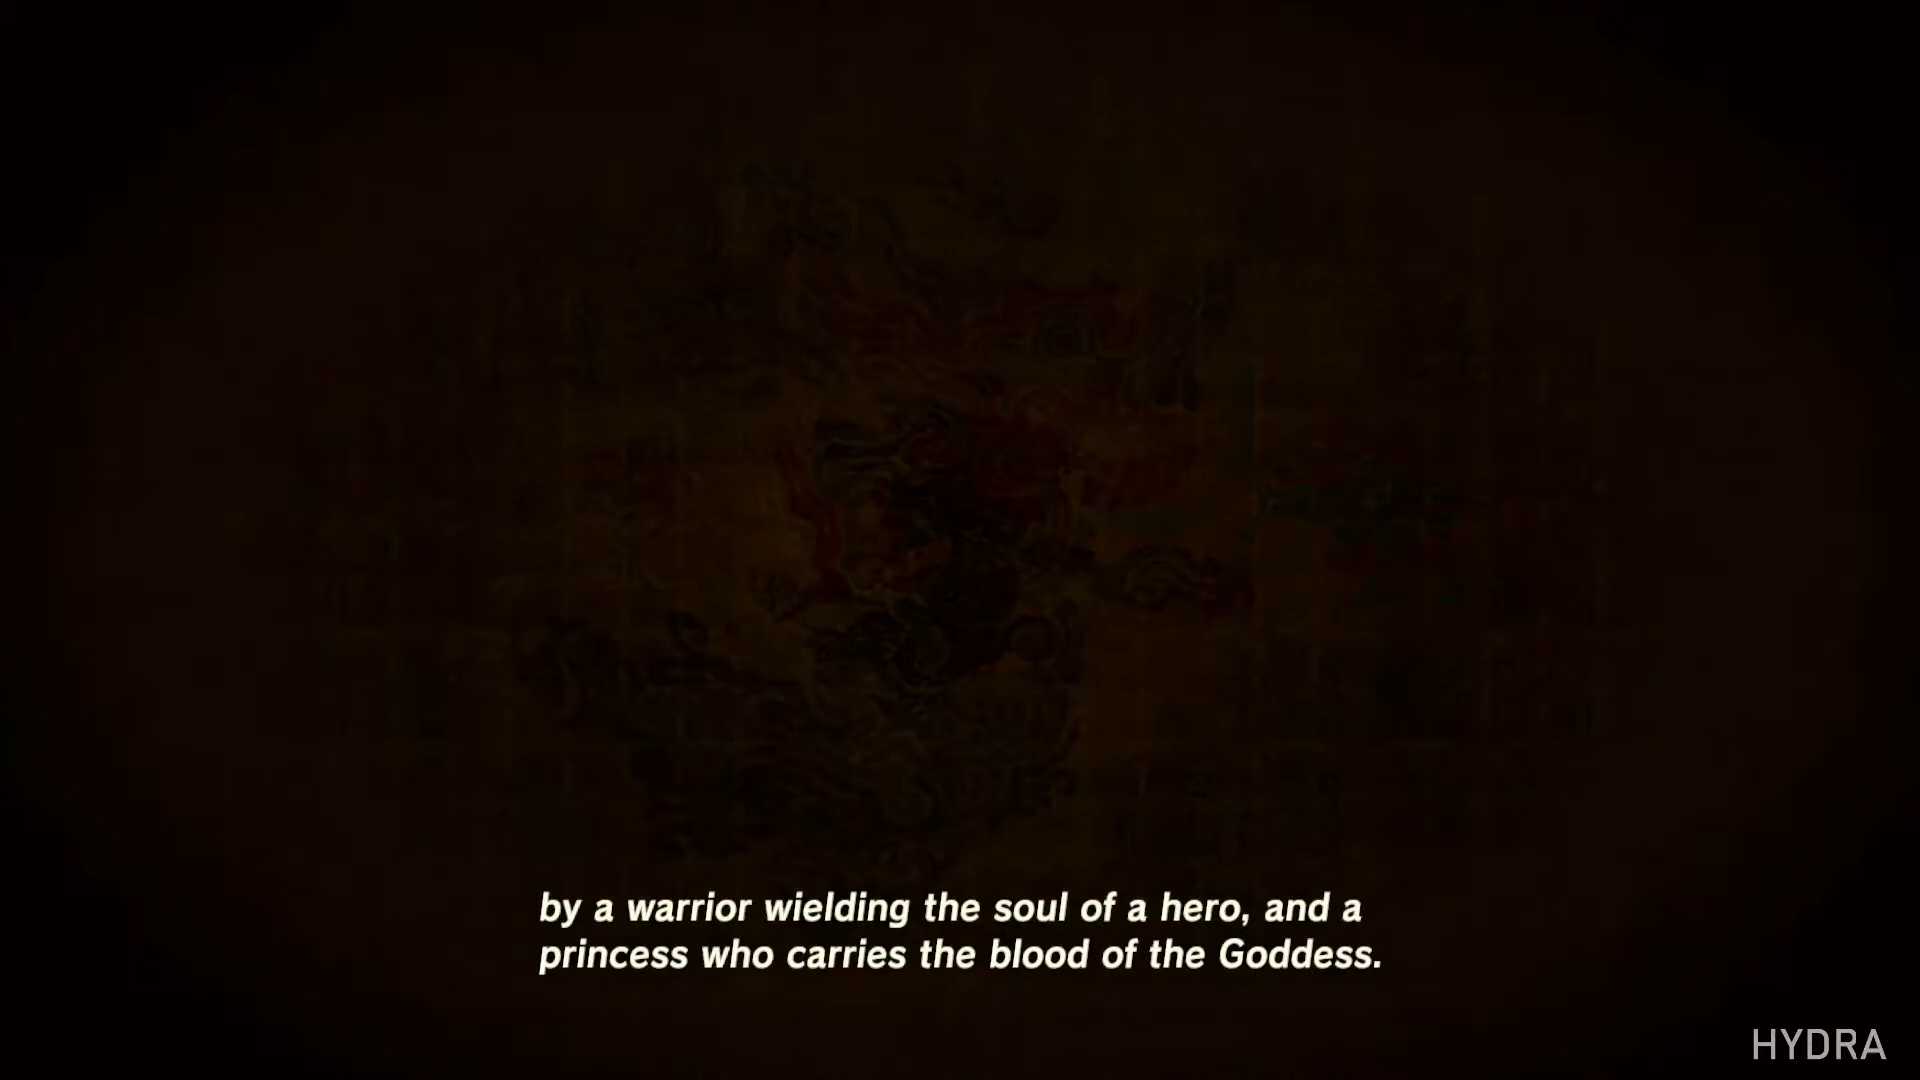 by a warrior wielding the soul of a hero, and a
princess who carries the blood of the Goddess.
HYDRA